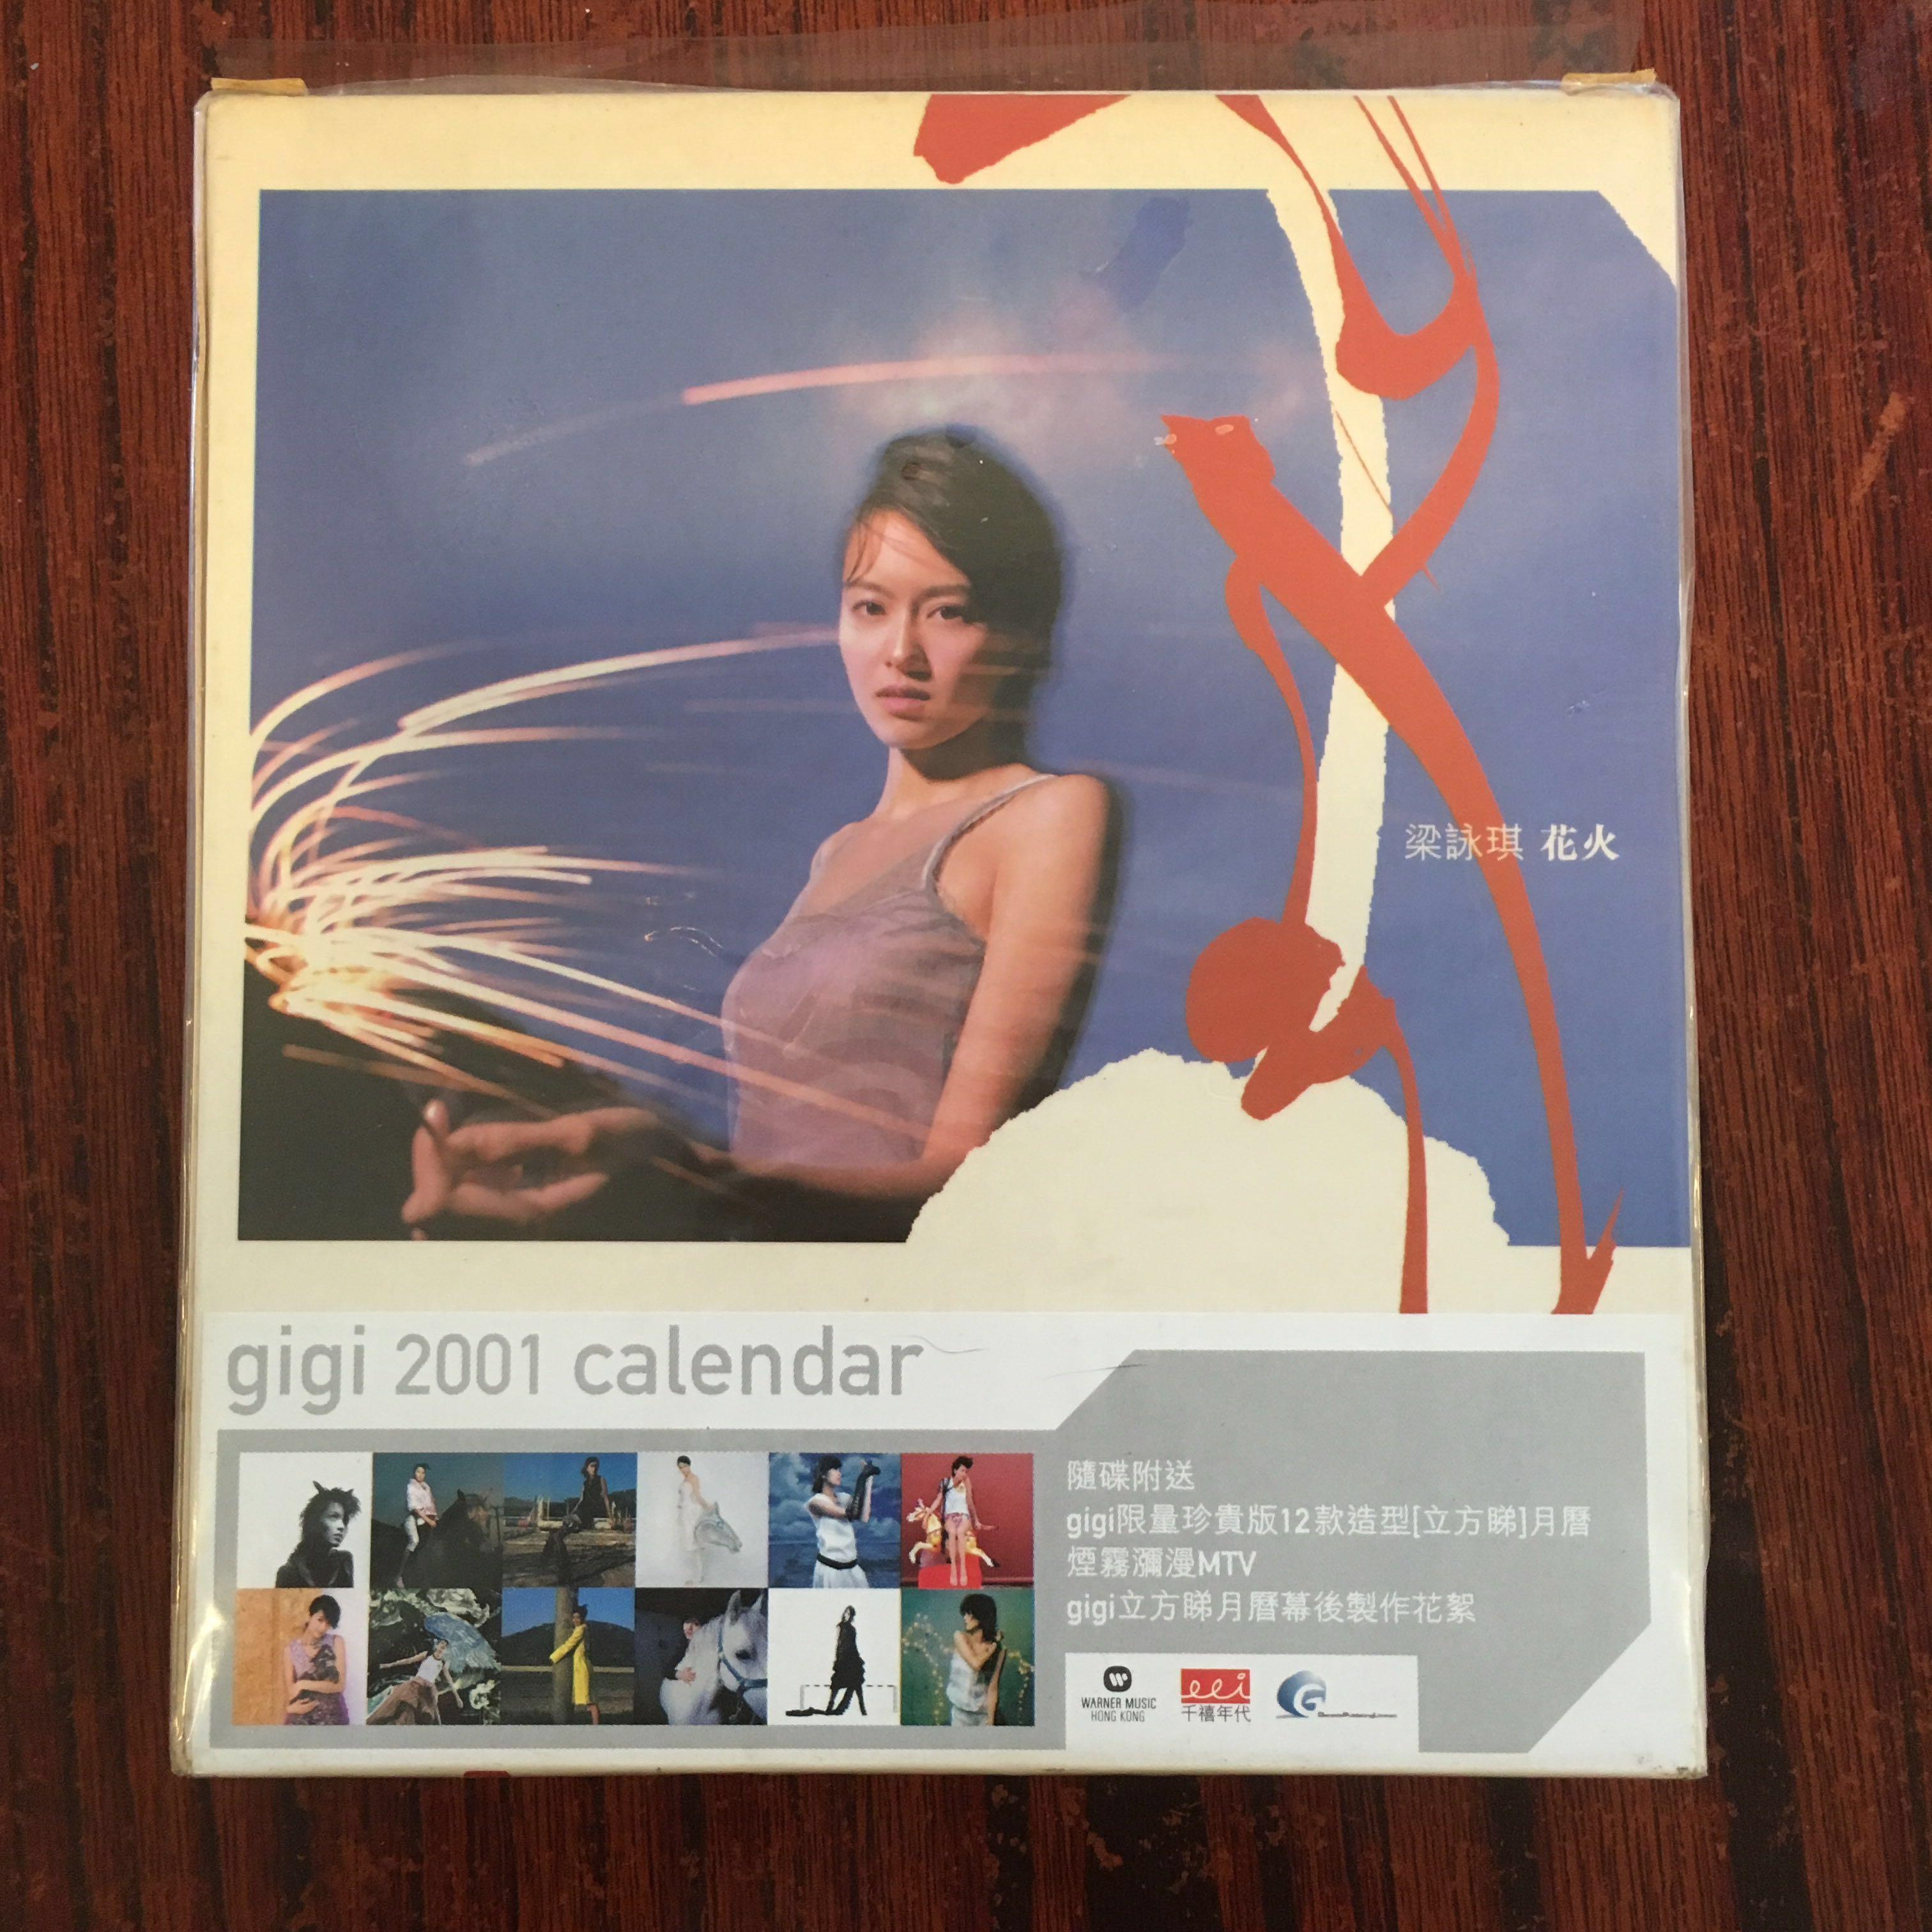 梁詠琪 花火
gigi 2001 calendar
隨碟附送
gigi限量珍貴版12款造型[立方睇]月曆
煙霧瀰漫MTV
gigi立方睇月曆幕後製作花絮
WARNER MUSIC
HONG KONG
eei
千禧年代